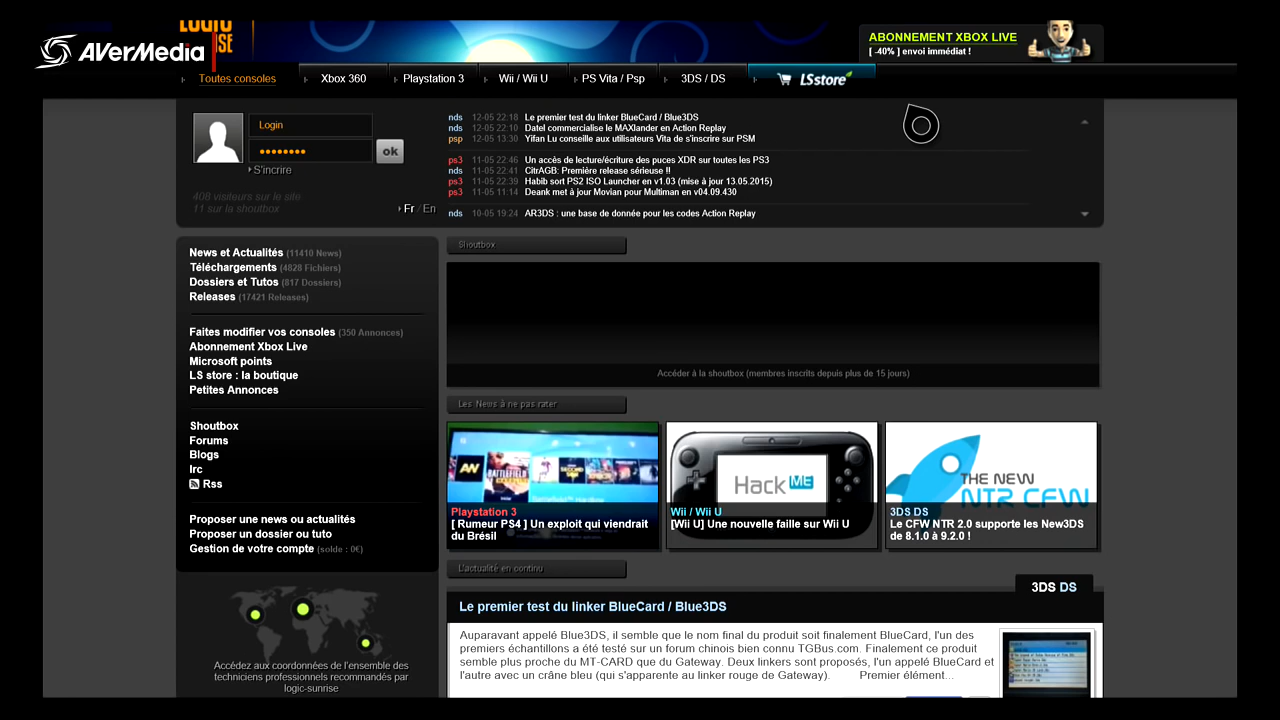 AVerMedia
LOGIC
ISE
ABONNEMENT XBOX LIVE
[ -40% ] envoi immédiat !
Toutes consoles
Xbox 360
Playstation 3
Wii / Wii U
PS Vita / Psp
3DS / DS
LSstore
Login
ok
S'incrire
408 visiteurs sur le site
11 sur la shoutbox
Fr / En
nds 12-05 22:18 Le premier test du linker BlueCard / Blue3DS
nds 12-05 22:10 Datel commercialise le MAXlander en Action Replay
psp 12-05 13:30 Yifan Lu conseille aux utilisateurs Vita de s'inscrire sur PSM
ps3 11-05 22:46 Un accès de lecture/écriture des puces XDR sur toutes les PS3
nds 11-05 22:41 CitrAGB: Première release sérieuse !!
ps3 11-05 22:39 Habib sort PS2 ISO Launcher en v1.03 (mise à jour 13.05.2015)
ps3 11-05 11:14 Deank met à jour Movian pour Multiman en v04.09.430
nds 10-05 19:24 AR3DS : une base de donnée pour les codes Action Replay
News et Actualités (11410 News)
Téléchargements (4828 Fichiers)
Dossiers et Tutos (817 Dossiers)
Releases (17421 Releases)
Faites modifier vos consoles (350 Annonces)
Abonnement Xbox Live
Microsoft points
LS store : la boutique
Petites Annonces
Shoutbox
Forums
Blogs
Irc
Rss
Proposer une news ou actualités
Proposer un dossier ou tuto
Gestion de votre compte (solde : 0€)
Accédez aux coordonnées de l'ensemble des
techniciens professionnels recommandés par
logic-sunrise
Shoutbox
Accéder à la shoutbox (membres inscrits depuis plus de 15 jours)
Les News à ne pas rater
Playstation 3
[ Rumeur PS4 ] Un exploit qui viendrait
du Brésil
Hack ME
Wii / Wii U
[Wii U] Une nouvelle faille sur Wii U
THE NEW
NTR CFW
3DS DS
Le CFW NTR 2.0 supporte les New3DS
de 8.1.0 à 9.2.0 !
L'actualité en continu
3DS DS
Le premier test du linker BlueCard / Blue3DS
Auparavant appelé Blue3DS, il semble que le nom final du produit soit finalement BlueCard, l'un des
premiers échantillons a été testé sur un forum chinois bien connu TGBus.com. Finalement ce produit
semble plus proche du MT-CARD que du Gateway. Deux linkers sont proposés, l'un appelé BlueCard et
l'autre avec un crâne bleu (qui s'apparente au linker rouge de Gateway). Premier élément...